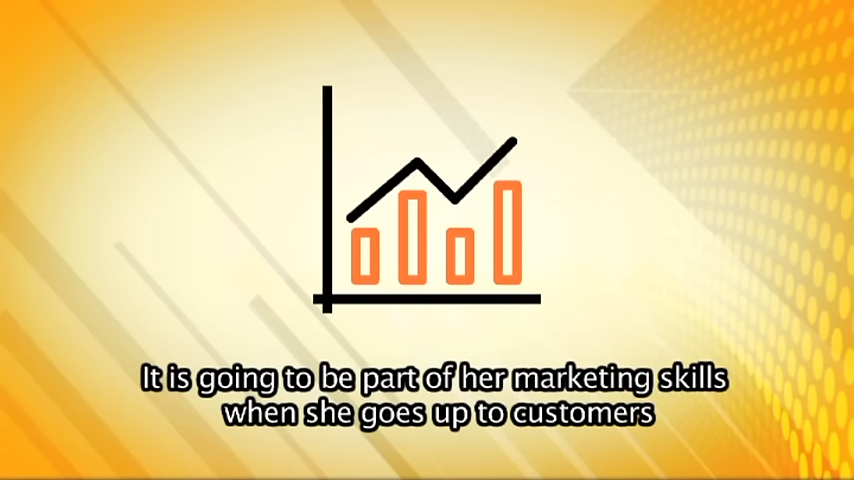 It is going to be part of her marketing skills
when she goes up to customers